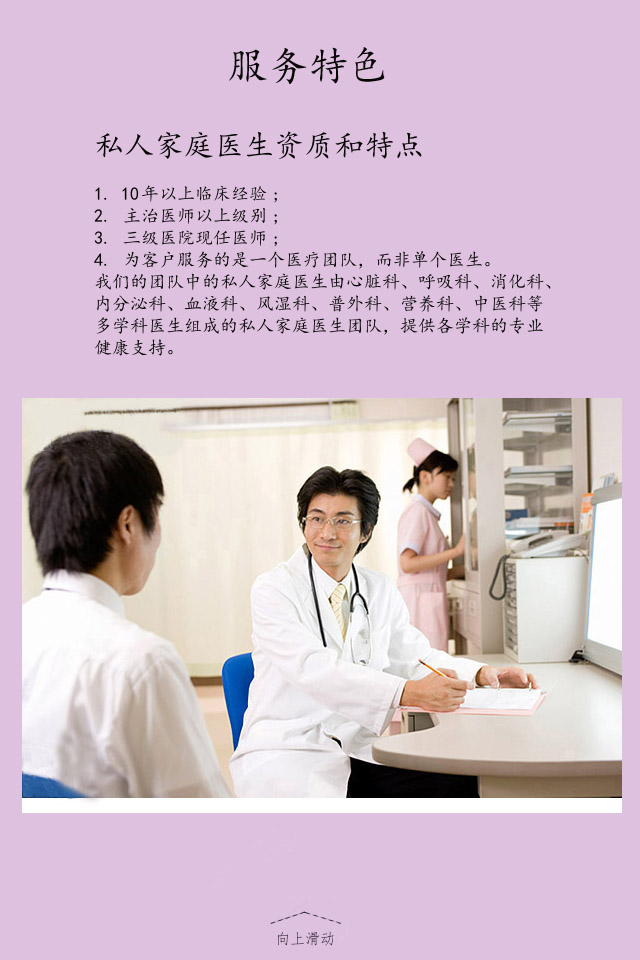 服务特色
私人家庭医生资质和特点
1. 10年以上临床经验；
2. 主治医师以上级别；
3. 三级医院现任医师；
4. 为客户服务的是一个医疗团队，而非单个医生。
我们的团队中的私人家庭医生由心脏科、呼吸科、消化科、
内分泌科、血液科、风湿科、普外科、营养科、中医科等
多学科医生组成的私人家庭医生团队，提供各学科的专业
健康支持。
向上滑动